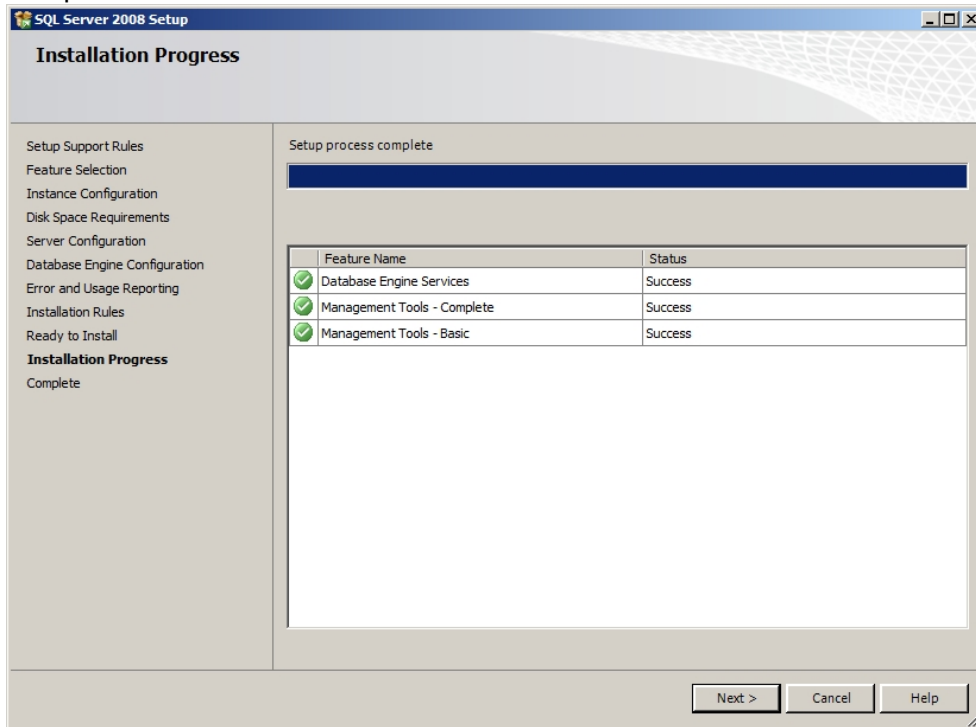 SQL Server 2008 Setup
Installation Progress
Setup Support Rules
Feature Selection
Instance Configuration
Disk Space Requirements
Server Configuration
Database Engine Configuration
Error and Usage Reporting
Installation Rules
Ready to Install
Installation Progress
Complete
Setup process complete
Feature Name Status
Database Engine Services Success
Management Tools - Complete Success
Management Tools - Basic Success
Next > Cancel Help